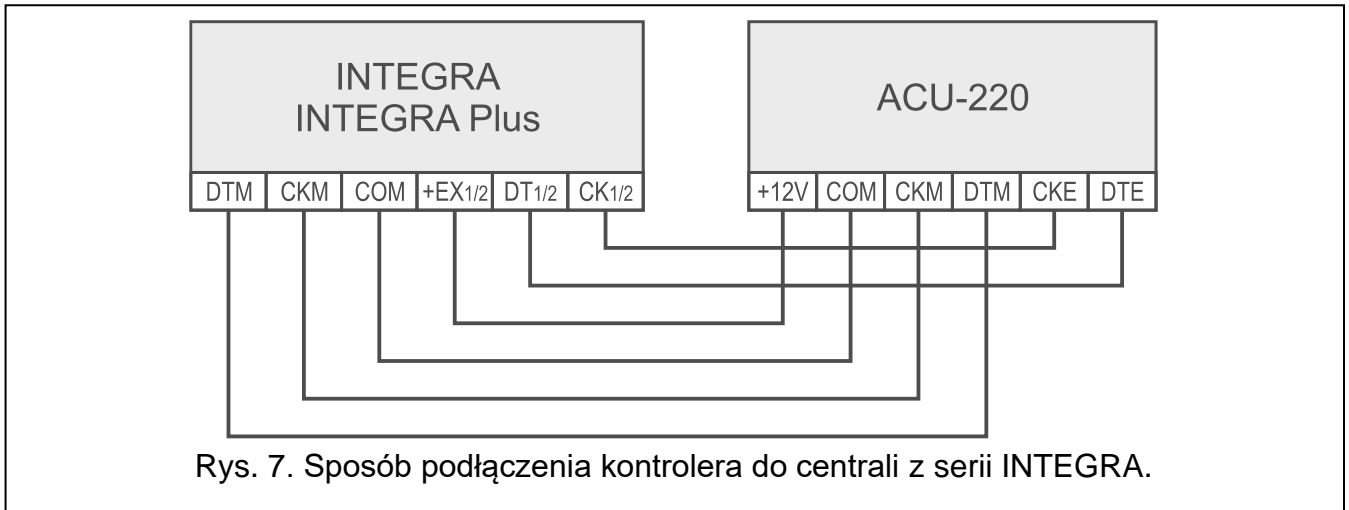 INTEGRA
INTEGRA Plus
DTM CKM COM +EX1/2 DT1/2 CK1/2
ACU-220
+12V COM CKM DTM CKE DTE
Rys. 7. Sposób podłączenia kontrolera do centrali z serii INTEGRA.